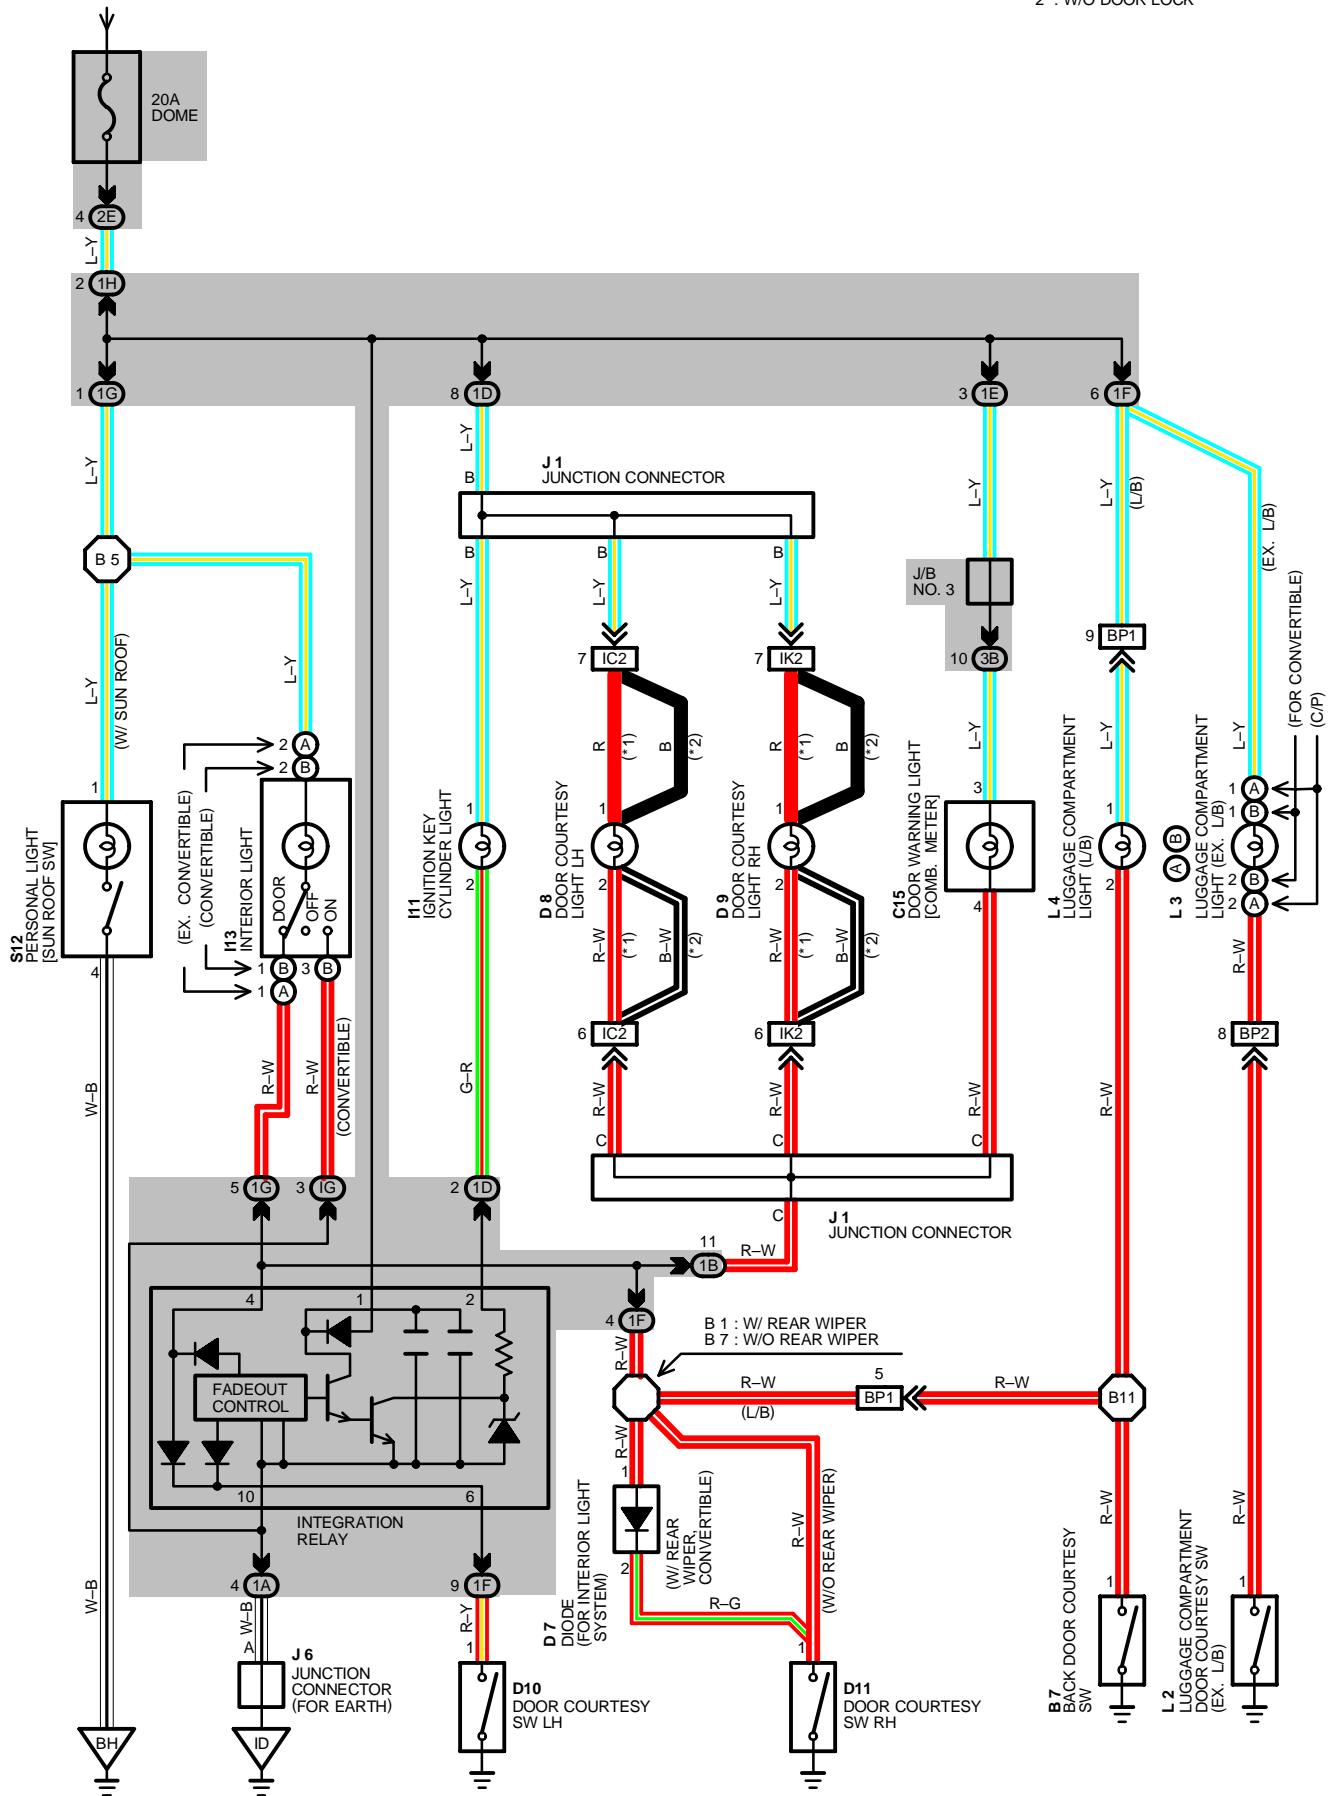 2 : W/O DOOR LOCK
20A
DOME
4 2E
L–Y
2 1H
1 1G
8 1D
3 1E
6 1F
L–Y
L–Y
L–Y
L–Y
(L/B)
(EX. L/B)
B
J 1
JUNCTION CONNECTOR
B
B
B
B 5
L–Y
L–Y
L–Y
J/B
NO. 3
10 3B
9 BP1
(FOR CONVERTIBLE)
(C/P)
L–Y
(W/ SUN ROOF)
L–Y
7 IC2
7 IK2
R
(*1)
B
(*2)
R
(*1)
B
(*2)
L–Y
L–Y
L–Y
(EX. CONVERTIBLE)
(CONVERTIBLE)
2 A
2 B
1
S12
PERSONAL LIGHT
[SUN ROOF SW]
4
DOOR
OFF
ON
I13
INTERIOR LIGHT
1 B
3 B
1 A
1
2
I11
IGNITION KEY
CYLINDER LIGHT
1
2
D 8
DOOR COURTESY
LIGHT LH
1
2
D 9
DOOR COURTESY
LIGHT RH
3
4
C15
DOOR WARNING LIGHT
[COMB. METER]
1
2
L 4
LUGGAGE COMPARTMENT
LIGHT (L/B)
L 3 A B
LUGGAGE COMPARTMENT
LIGHT (EX. L/B)
1 A
1 B
2 B
2 A
R–W
(*1)
B–W
(*2)
R–W
(*1)
B–W
(*2)
R–W
6 IC2
6 IK2
8 BP2
W–B
R–W
R–W
(CONVERTIBLE)
G–R
R–W
R–W
R–W
R–W
C
C
C
5 1G
3 IG
2 1D
C
J 1
JUNCTION CONNECTOR
11
1B
R–W
4
1
2
4 1F
B 1 : W/ REAR WIPER
B 7 : W/O REAR WIPER
R–W
FADEOUT
CONTROL
R–W
(L/B)
5
BP1
R–W
B11
R–W
1
10
6
INTEGRATION
RELAY
2
D 7
DIODE
(FOR INTERIOR LIGHT
SYSTEM)
(W/ REAR
WIPER,
CONVERTIBLE)
R–W
(W/O REAR WIPER)
R–G
R–W
R–W
4 1A
9 1F
W–B
W–B
A
R–Y
1
1
1
1
J 6
JUNCTION
CONNECTOR
(FOR EARTH)
D10
DOOR COURTESY
SW LH
D11
DOOR COURTESY
SW RH
B 7
BACK DOOR COURTESY
SW
L 2
LUGGAGE COMPARTMENT
DOOR COURTESY SW
(EX. L/B)
BH
ID